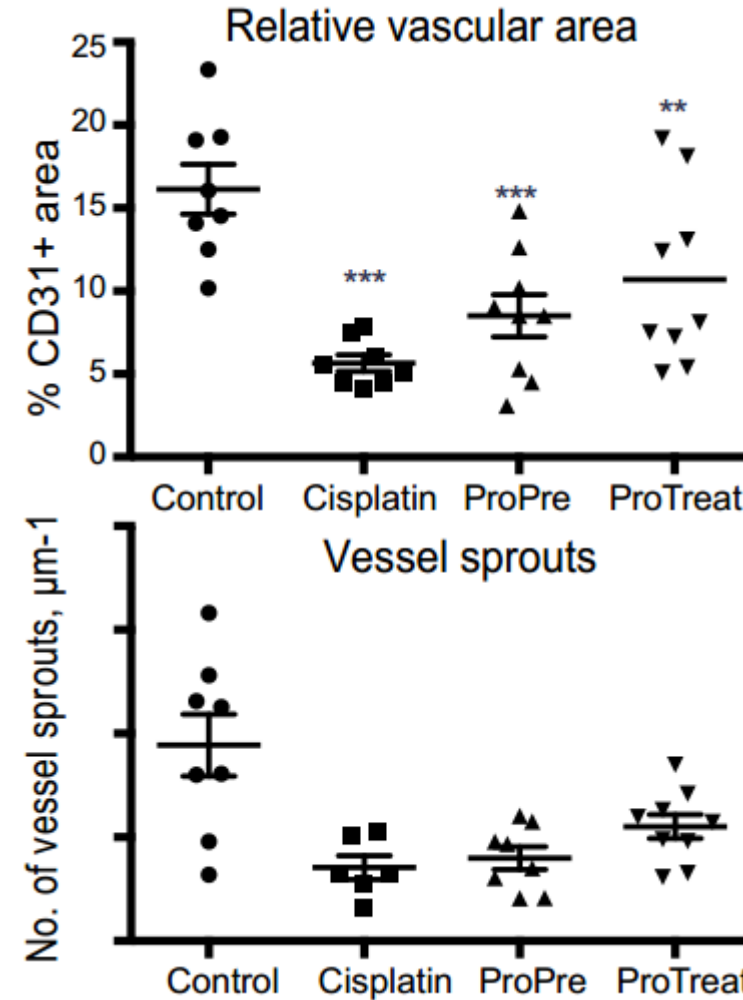 Relative vascular area
% CD31+ area
25
20
15
10
5
0
***
***
**
Control Cisplatin ProPre ProTreat
Vessel sprouts
No. of vessel sprouts, µm-1
Control Cisplatin ProPre ProTreat